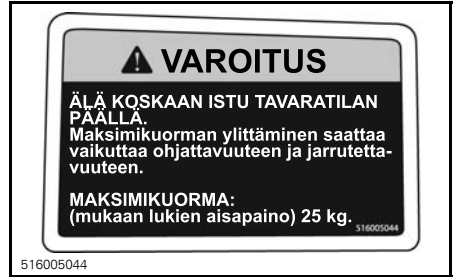 VAROITUS
ÄLÄ KOSKAAN ISTU TAVARATILAN
PÄÄLLÄ.
Maksimikuorman ylittäminen saattaa
vaikuttaa ohjattavuuteen ja jarrutetta-
vuuteen.
MAKSIMIKUORMA:
(mukaan lukien aisapaino) 25 kg.
516005044
516005044